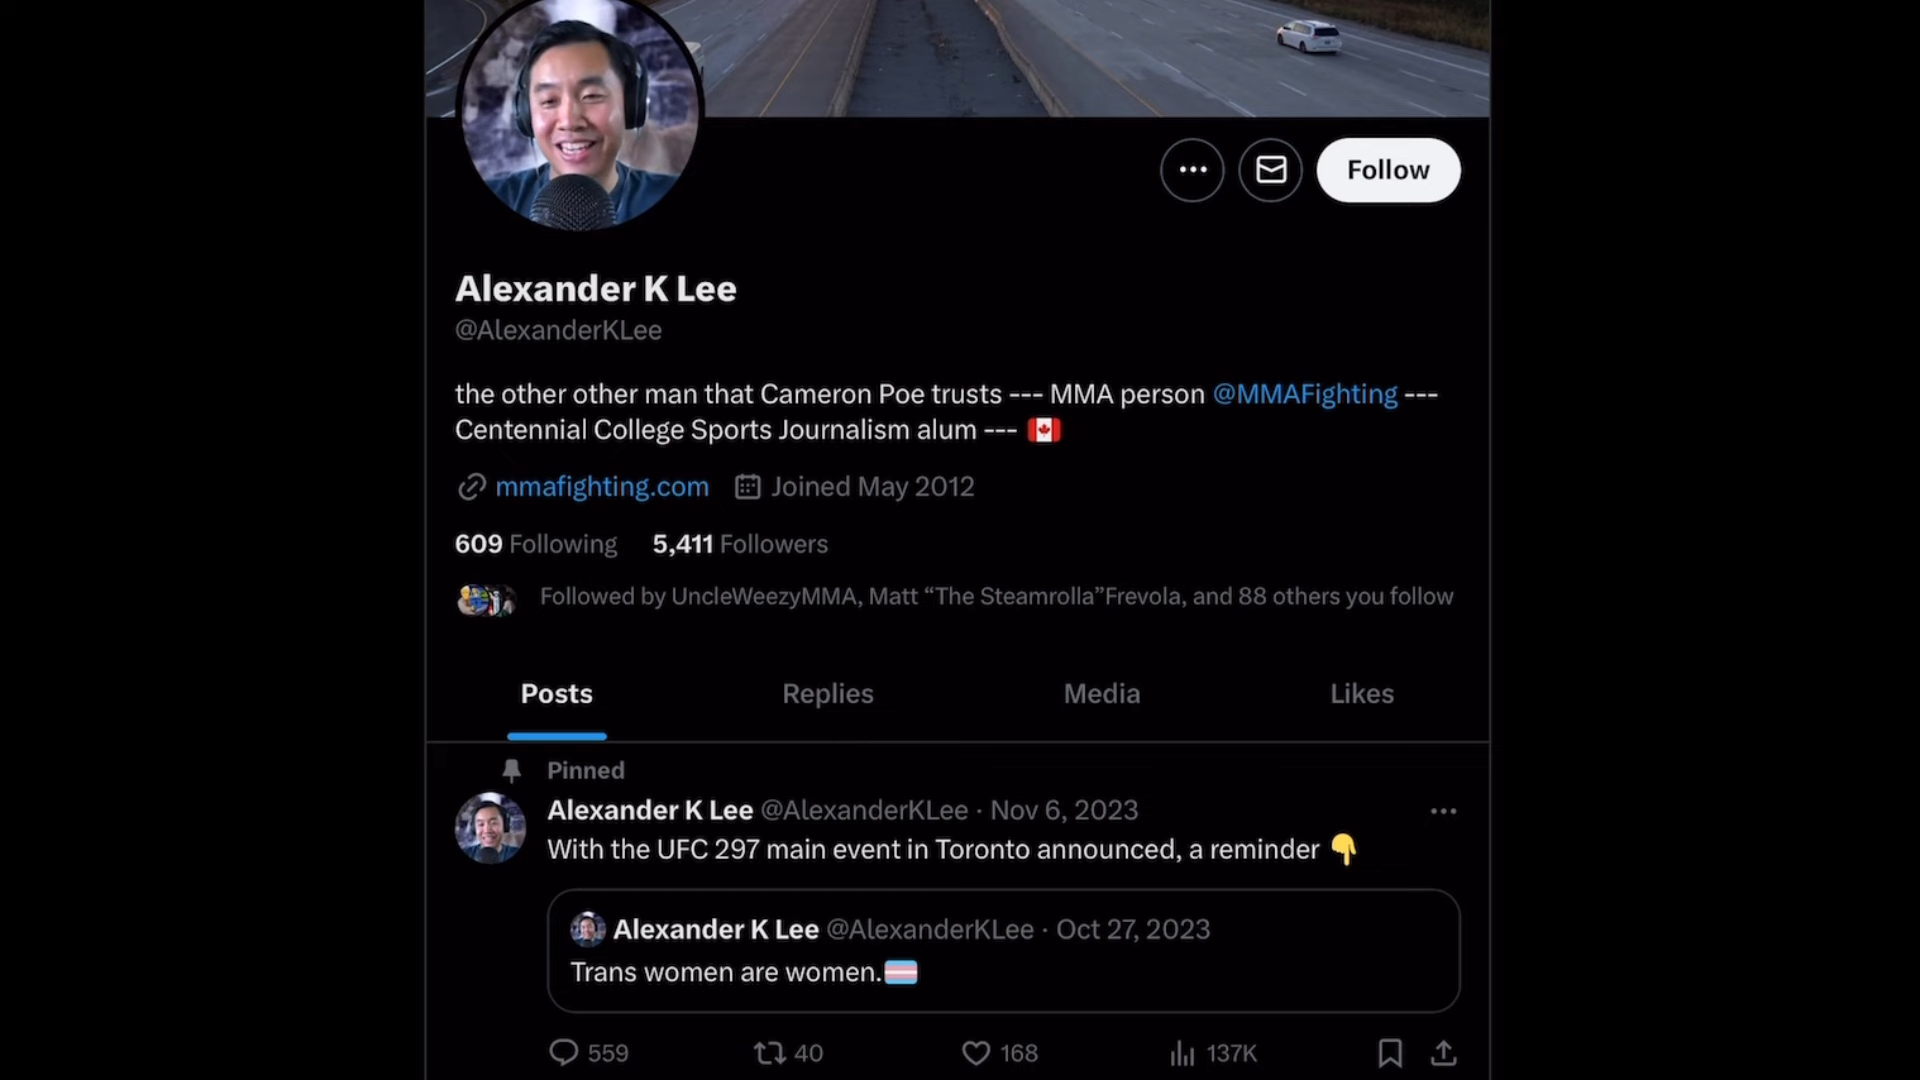 Follow
Alexander K Lee
@AlexanderKLee
the other other man that Cameron Poe trusts --- MMA person @MMAFighting ---
Centennial College Sports Journalism alum --- 🇨🇦
mmafighting.com Joined May 2012
609 Following 5,411 Followers
Followed by UncleWeezyMMA, Matt “The Steamrolla”Frevola, and 88 others you follow
Posts Replies Media Likes
Pinned
Alexander K Lee @AlexanderKLee · Nov 6, 2023
With the UFC 297 main event in Toronto announced, a reminder 👇
Alexander K Lee @AlexanderKLee · Oct 27, 2023
Trans women are women.🏳️‍⚧️
559 40 168 137K